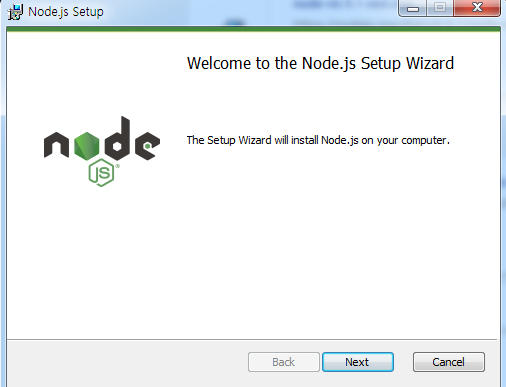 Node.js Setup
Welcome to the Node.js Setup Wizard
node
JS
®
The Setup Wizard will install Node.js on your computer.
Back
Next
Cancel